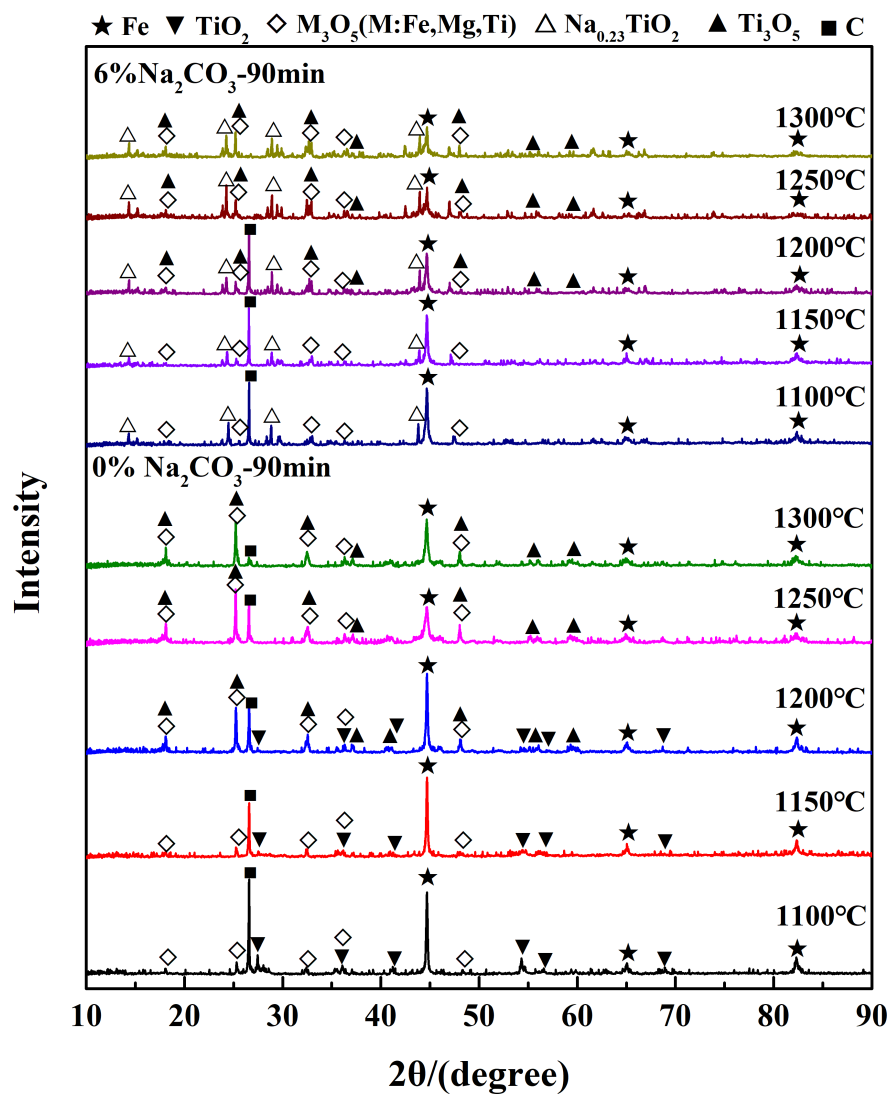 ★ Fe ▼ TiO₂ ◇ M₃O₅(M:Fe,Mg,Ti) △ Na₀.₂₃TiO₂ ▲ Ti₃O₅ ■ C
6%Na₂CO₃-90min
1300℃
1250℃
1200℃
1150℃
1100℃
0% Na₂CO₃-90min
1300℃
1250℃
1200℃
1150℃
1100℃
Intensity
10 20 30 40 50 60 70 80 90
2θ/(degree)